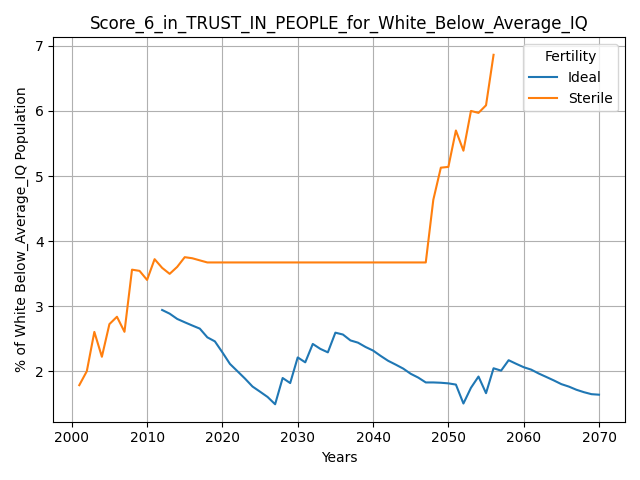 Score_6_in_TRUST_IN_PEOPLE_for_White_Below_Average_IQ
% of White Below_Average_IQ Population
7
6
5
4
3
2
Fertility
Ideal
Sterile
2000 2010 2020 2030 2040 2050 2060 2070
Years